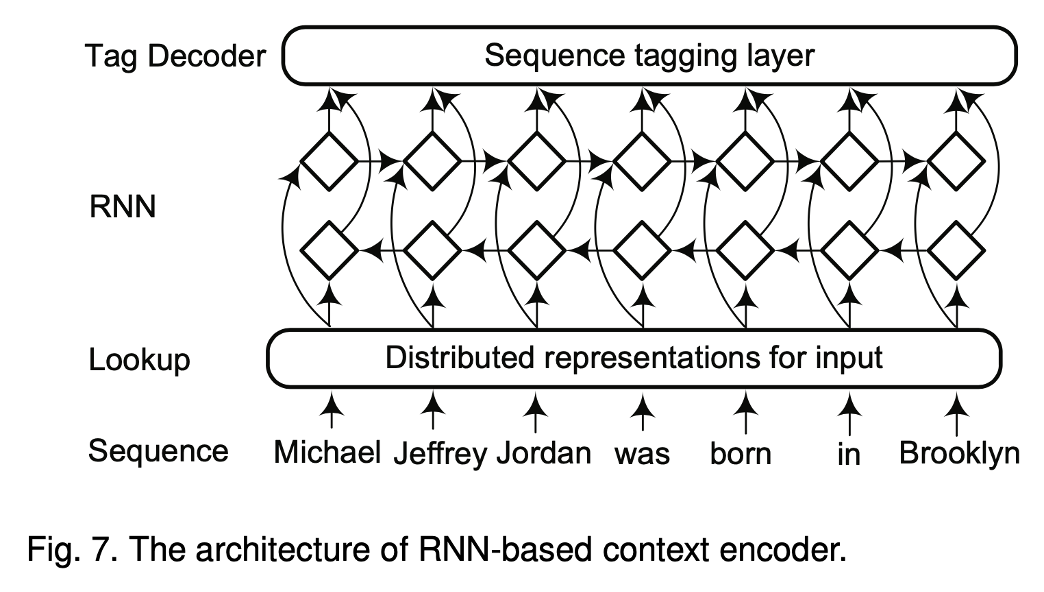 Tag Decoder Sequence tagging layer
RNN
Lookup Distributed representations for input
Sequence Michael Jeffrey Jordan was born in Brooklyn
Fig. 7. The architecture of RNN-based context encoder.